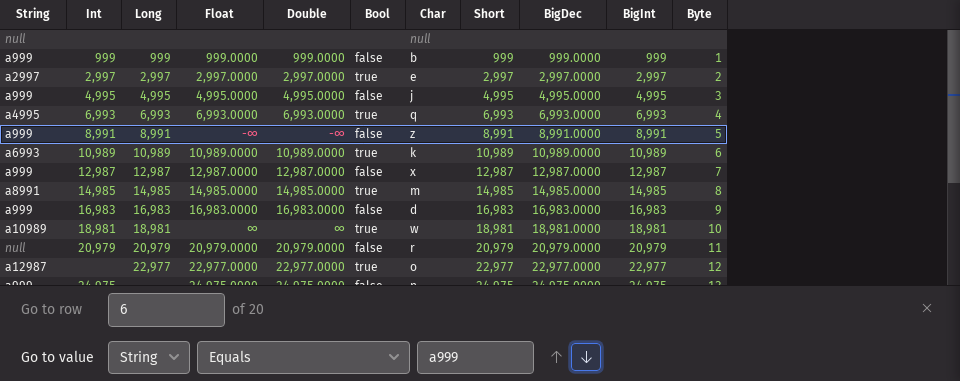 String Int Long Float Double Bool Char Short BigDec BigInt Byte
null null
a999 999 999 999.0000 999.0000 false b 999 999.0000 999 1
a2997 2,997 2,997 2,997.0000 2,997.0000 true e 2,997 2,997.0000 2,997 2
a999 4,995 4,995 4,995.0000 4,995.0000 false j 4,995 4,995.0000 4,995 3
a4995 6,993 6,993 6,993.0000 6,993.0000 true q 6,993 6,993.0000 6,993 4
a999 8,991 8,991 -∞ -∞ false z 8,991 8,991.0000 8,991 5
a6993 10,989 10,989 10,989.0000 10,989.0000 true k 10,989 10,989.0000 10,989 6
a999 12,987 12,987 12,987.0000 12,987.0000 false x 12,987 12,987.0000 12,987 7
a8991 14,985 14,985 14,985.0000 14,985.0000 true m 14,985 14,985.0000 14,985 8
a999 16,983 16,983 16,983.0000 16,983.0000 false d 16,983 16,983.0000 16,983 9
a10989 18,981 18,981 ∞ ∞ true w 18,981 18,981.0000 18,981 10
null 20,979 20,979 20,979.0000 20,979.0000 false r 20,979 20,979.0000 20,979 11
a12987 22,977 22,977.0000 22,977.0000 true o 22,977 22,977.0000 22,977 12
Go to row 6 of 20
Go to value String Equals a999